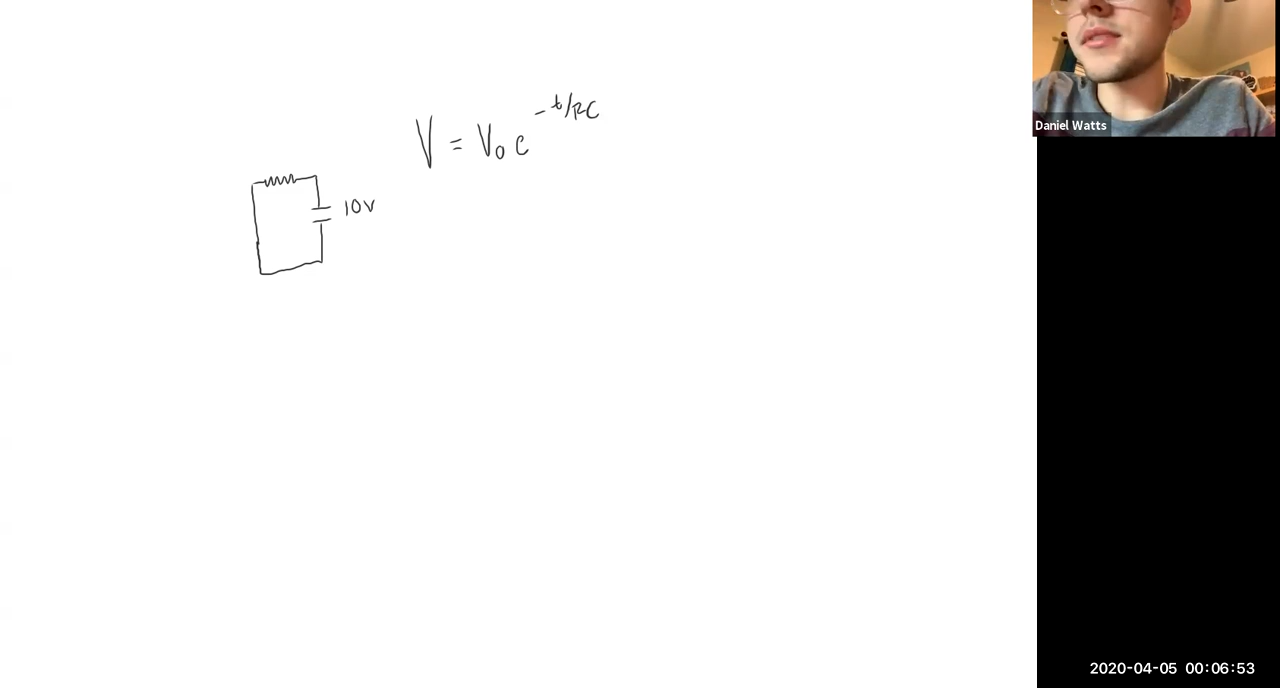 V = V₀ e^(-t/RC)
10V
Daniel Watts
2020-04-05 00:06:53